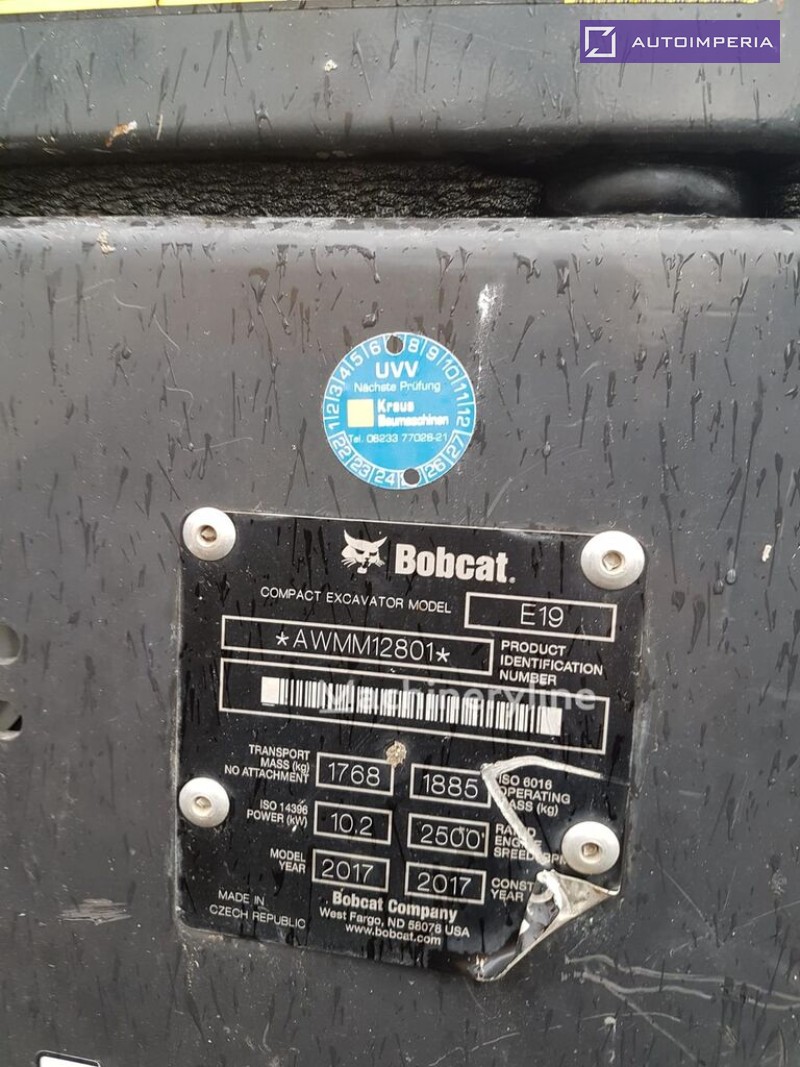 AUTOIMPERIA
1 2 3 4 5 6 8 9 10 11 12
UVV
Nächste Prüfung
Kraus
Baumaschinen
Tel. 08233 77028-21
22 23 24 26 27
Bobcat.
COMPACT EXCAVATOR MODEL E19
*AWMM12801* PRODUCT
IDENTIFICATION
NUMBER
Machineryline
TRANSPORT
MASS (kg)
NO ATTACHMENT 1768 1885 ISO 6016
OPERATING
MASS (kg)
ISO 14396
POWER (kW) 10.2 2500
ENGINE
MODEL
YEAR 2017 2017 CONST
YEAR
MADE IN
CZECH REPUBLIC
Bobcat Company
West Fargo, ND 58078 USA
www.bobcat.com